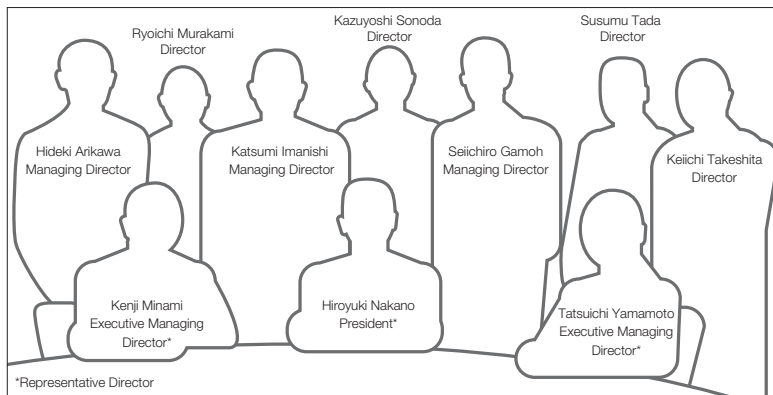 Ryoichi Murakami
Director
Kazuyoshi Sonoda
Director
Susumu Tada
Director
Hideki Arikawa
Managing Director
Katsumi Imanishi
Managing Director
Seiichiro Gamoh
Managing Director
Keiichi Takeshita
Director
Kenji Minami
Executive Managing
Director*
Hiroyuki Nakano
President*
Tatsuichi Yamamoto
Executive Managing
Director*
*Representative Director